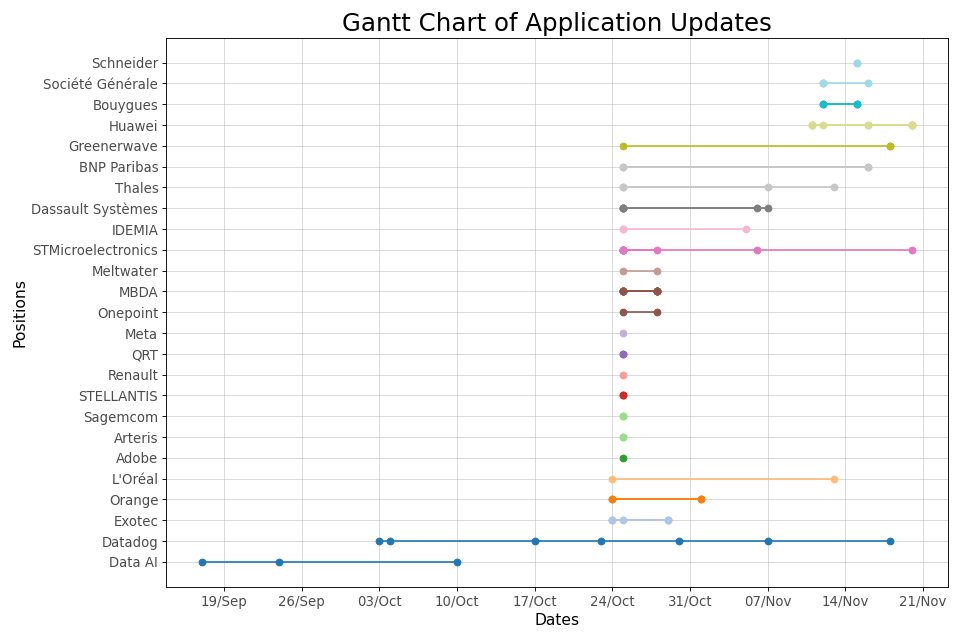 Gantt Chart of Application Updates
Positions
Schneider
Société Générale
Bouygues
Huawei
Greenerwave
BNP Paribas
Thales
Dassault Systèmes
IDEMIA
STMicroelectronics
Meltwater
MBDA
Onepoint
Meta
QRT
Renault
STELLANTIS
Sagemcom
Arteris
Adobe
L'Oréal
Orange
Exotec
Datadog
Data AI
19/Sep 26/Sep 03/Oct 10/Oct 17/Oct 24/Oct 31/Oct 07/Nov 14/Nov 21/Nov
Dates